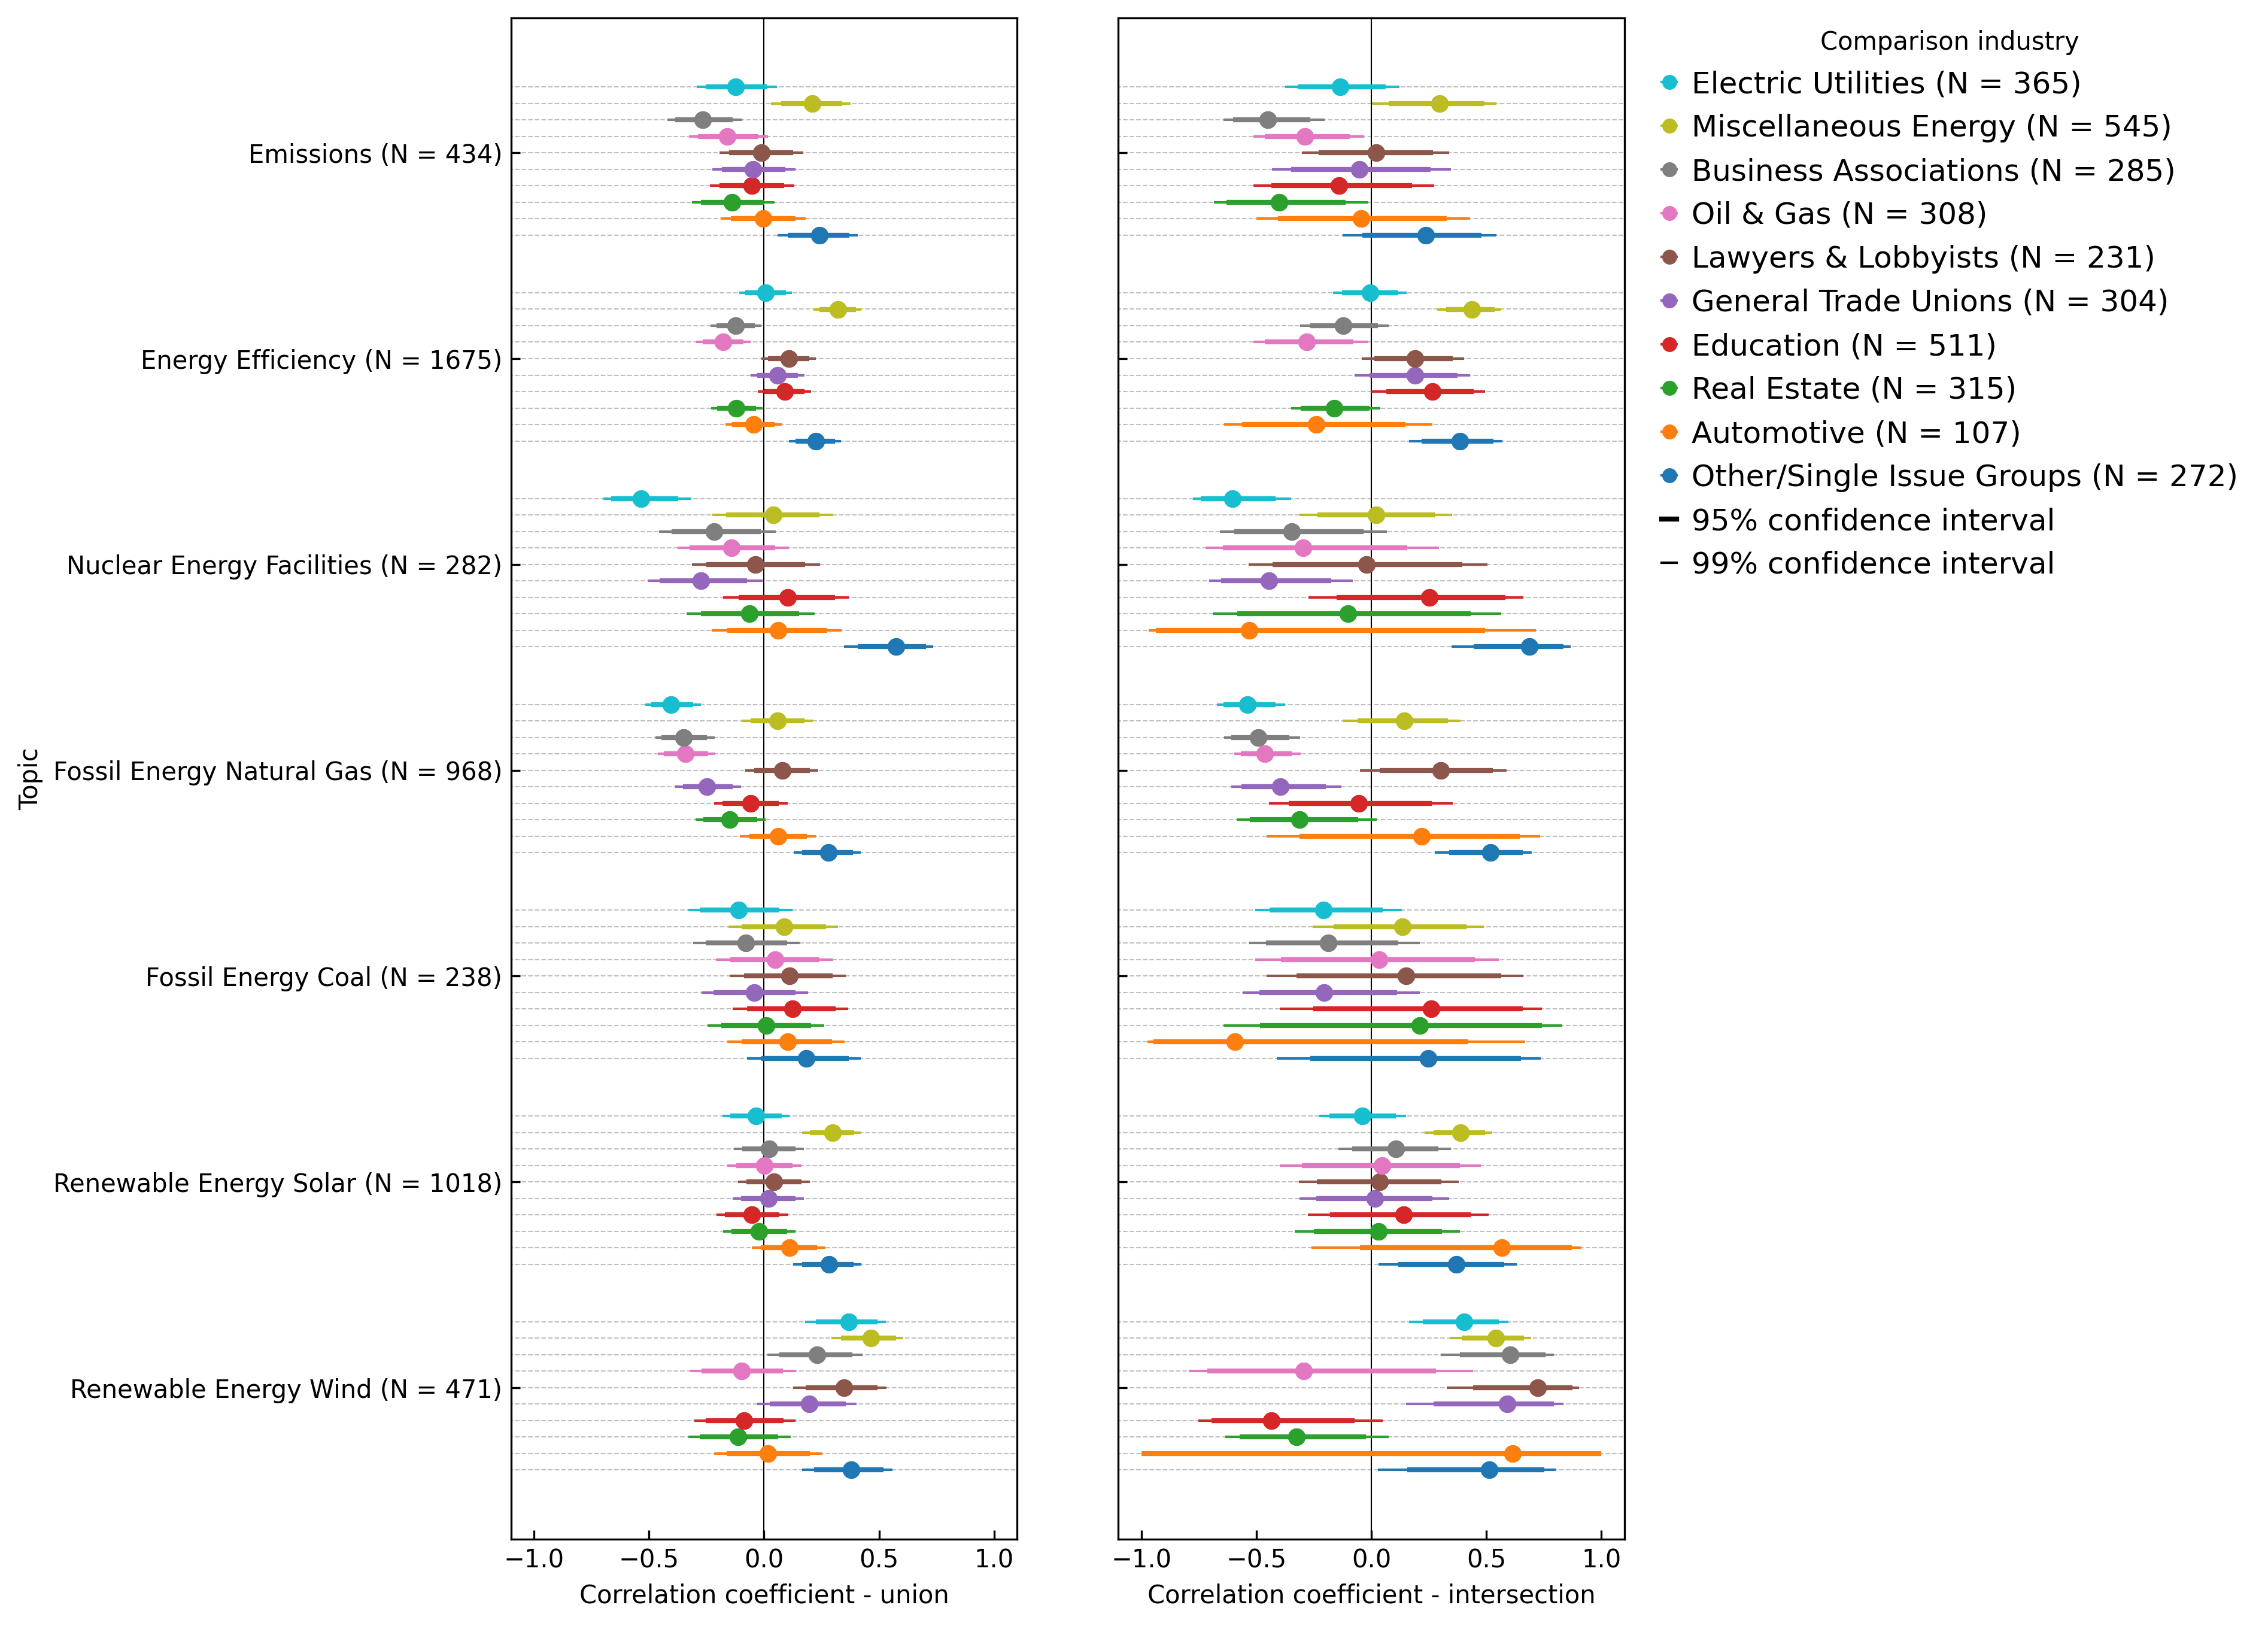 Comparison industry
Electric Utilities (N = 365)
Miscellaneous Energy (N = 545)
Business Associations (N = 285)
Oil & Gas (N = 308)
Lawyers & Lobbyists (N = 231)
General Trade Unions (N = 304)
Education (N = 511)
Real Estate (N = 315)
Automotive (N = 107)
Other/Single Issue Groups (N = 272)
95% confidence interval
99% confidence interval
Topic
Emissions (N = 434)
Energy Efficiency (N = 1675)
Nuclear Energy Facilities (N = 282)
Fossil Energy Natural Gas (N = 968)
Fossil Energy Coal (N = 238)
Renewable Energy Solar (N = 1018)
Renewable Energy Wind (N = 471)
−1.0 −0.5 0.0 0.5 1.0
Correlation coefficient - union
−1.0 −0.5 0.0 0.5 1.0
Correlation coefficient - intersection